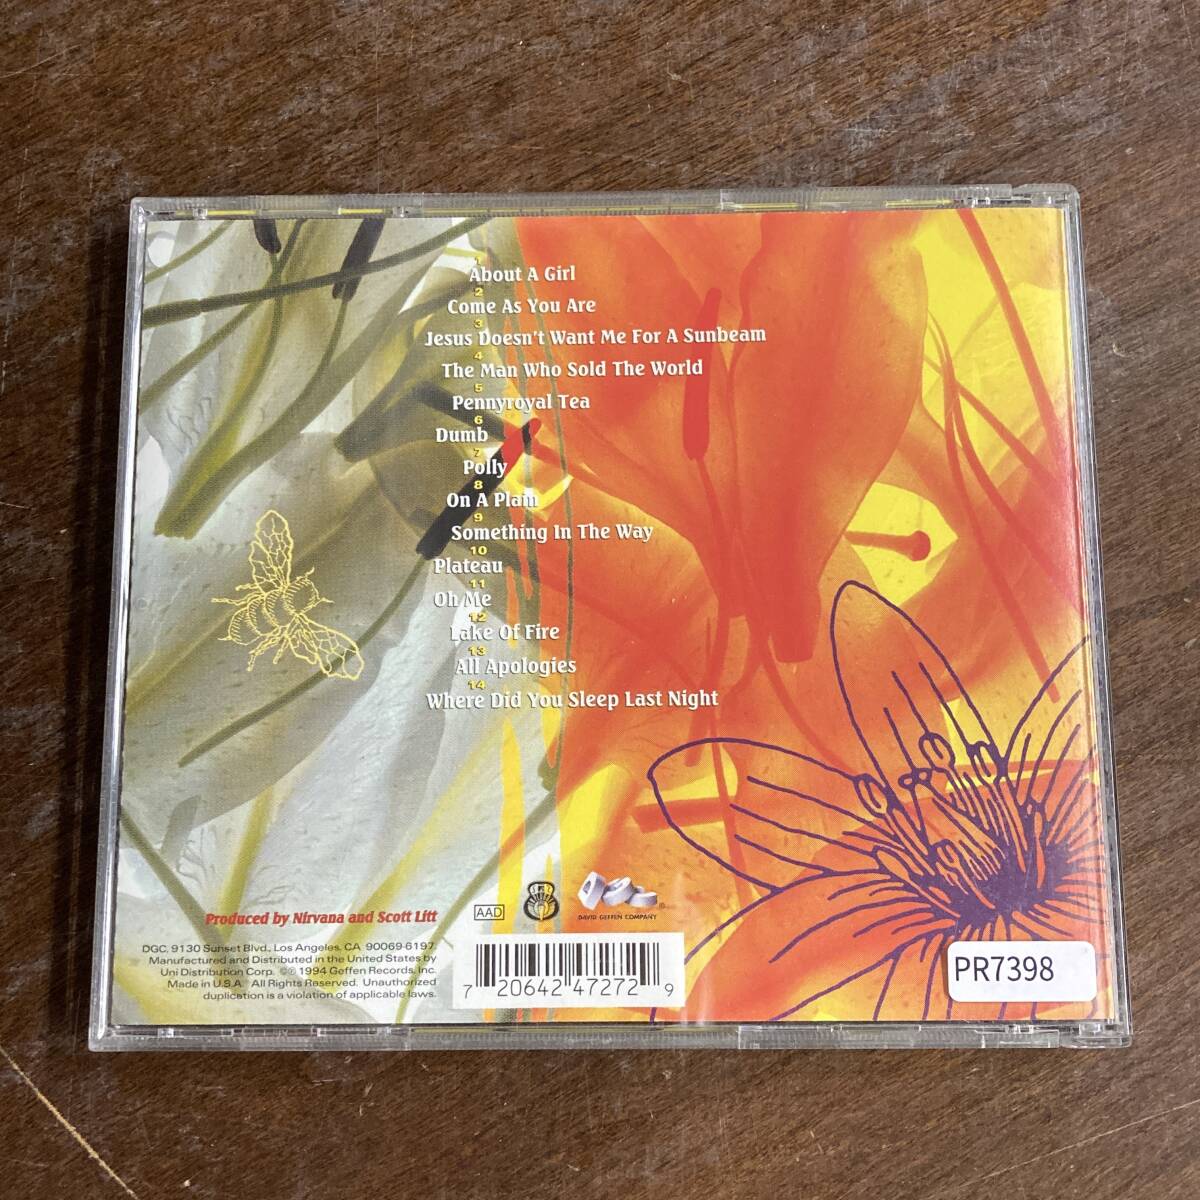 1
About A Girl
2
Come As You Are
3
Jesus Doesn't Want Me For A Sunbeam
4
The Man Who Sold The World
5
Pennyroyal Tea
6
Dumb
7
Polly
8
On A Plain
9
Something In The Way
10
Plateau
11
Oh Me
12
Lake Of Fire
13
All Apologies
14
Where Did You Sleep Last Night
Produced by Nirvana and Scott Litt
AAD
DAVID GEFFEN COMPANY
®
DGC, 9130 Sunset Blvd., Los Angeles, CA 90069-6197.
Manufactured and Distributed in the United States by
Uni Distribution Corp. ©℗ 1994 Geffen Records, Inc.
Made in U.S.A. All Rights Reserved. Unauthorized
duplication is a violation of applicable laws.
7 20642 47272 9
PR7398